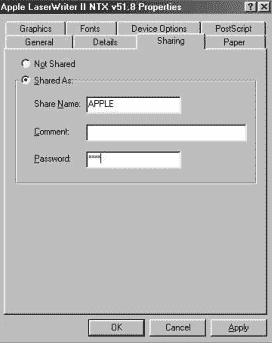 Apple LaserWriter II NTX v51.8 Properties
Graphics Fonts Device Options PostScript
General Details Sharing Paper
Not Shared
Shared As:
Share Name: APPLE
Comment:
Password: ****
OK Cancel Apply